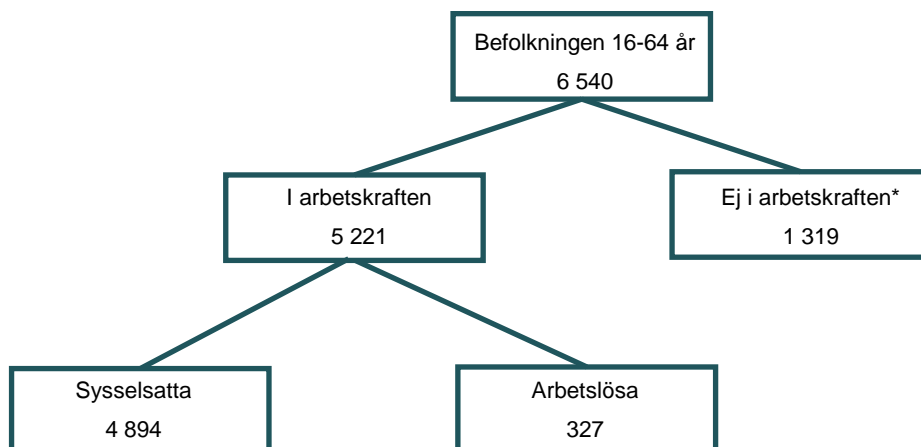 Befolkningen 16-64 år
6 540
I arbetskraften
5 221
Ej i arbetskraften*
1 319
Sysselsatta
4 894
Arbetslösa
327